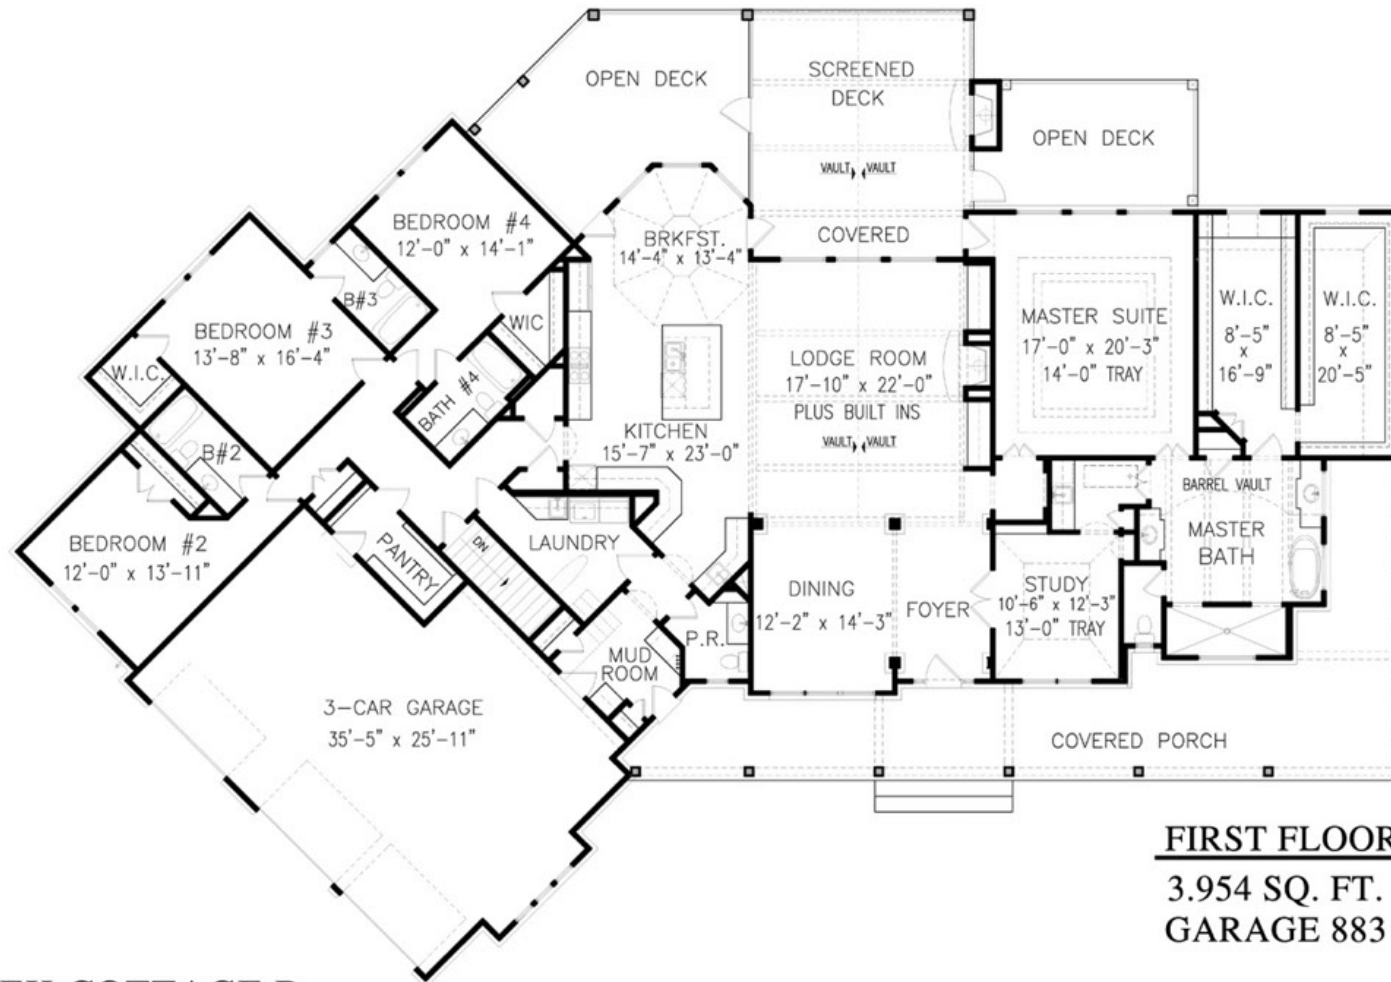 OPEN DECK
SCREENED
DECK
VAULT VAULT
OPEN DECK
BEDROOM #4
12'-0" x 14'-1"
BRKFST.
14'-4" x 13'-4"
COVERED
B#3
BEDROOM #3
13'-8" x 16'-4"
W.I.C.
WIC
BATH #4
LODGE ROOM
17'-10" x 22'-0"
PLUS BUILT INS
VAULT VAULT
MASTER SUITE
17'-0" x 20'-3"
14'-0" TRAY
W.I.C.
8'-5"
x
16'-9"
W.I.C.
8'-5"
x
20'-5"
KITCHEN
15'-7" x 23'-0"
B#2
BEDROOM #2
12'-0" x 13'-11"
PANTRY
DN
LAUNDRY
BARREL VAULT
MASTER
BATH
DINING
12'-2" x 14'-3"
FOYER
STUDY
10'-6" x 12'-3"
13'-0" TRAY
P.R.
MUD
ROOM
3-CAR GARAGE
35'-5" x 25'-11"
COVERED PORCH
FIRST FLOOR
3.954 SQ. FT.
GARAGE 883